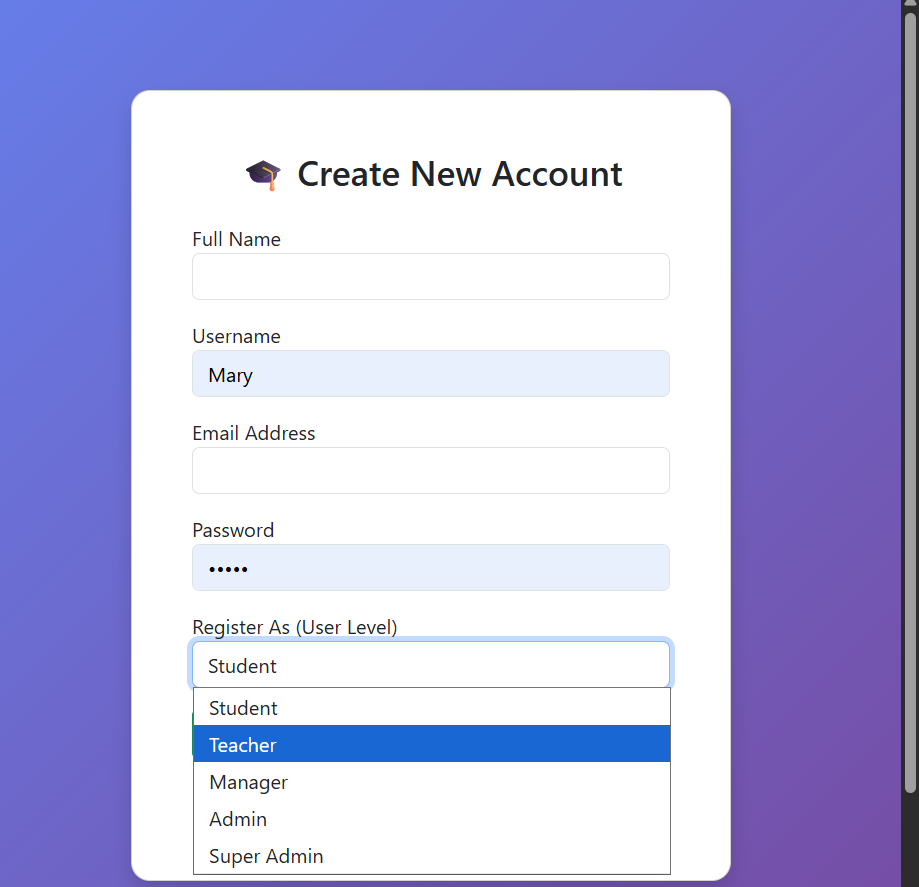 Create New Account
Full Name
Username
Mary
Email Address
Password
•••••
Register As (User Level)
Student
Student
Teacher
Manager
Admin
Super Admin